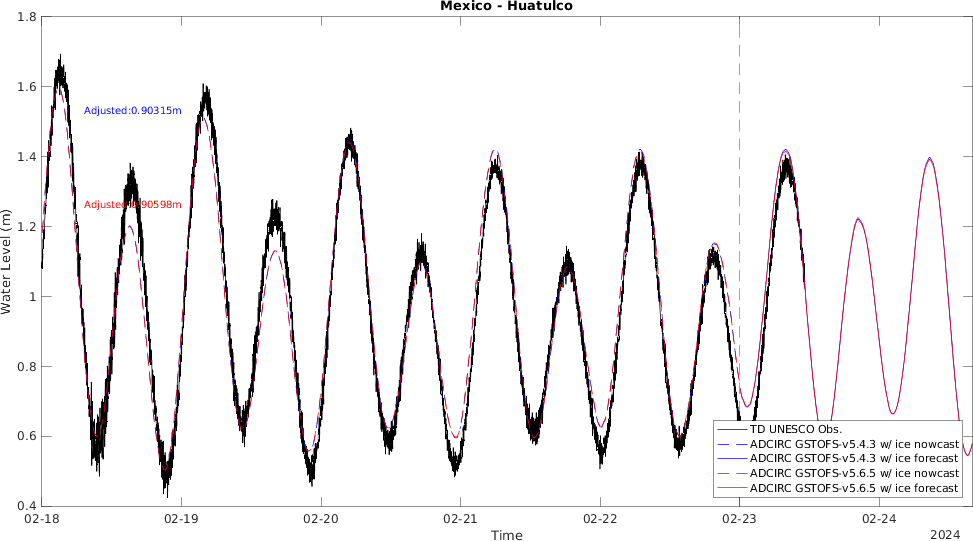 Mexico - Huatulco
1.8
1.6
1.4
1.2
1
0.8
0.6
0.4
Water Level (m)
Adjusted:0.90315m
Adjusted:0.90598m
TD UNESCO Obs.
ADCIRC GSTOFS-v5.4.3 w/ ice nowcast
ADCIRC GSTOFS-v5.4.3 w/ ice forecast
ADCIRC GSTOFS-v5.6.5 w/ ice nowcast
ADCIRC GSTOFS-v5.6.5 w/ ice forecast
02-18 02-19 02-20 02-21 02-22 02-23 02-24
Time
2024